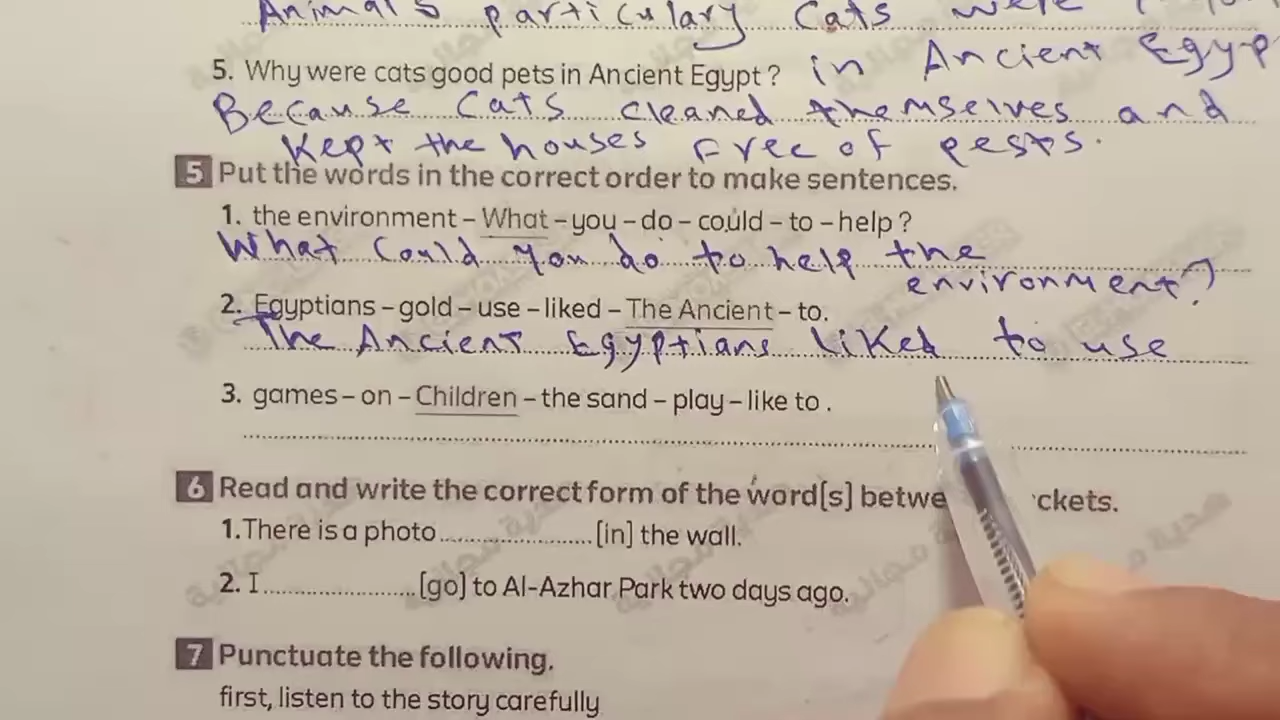 Animals particulary Cats were
in Ancient Egyp
5. Why were cats good pets in Ancient Egypt ?
Because Cats cleaned themselves and
Kept the houses free of pests.
5 Put the words in the correct order to make sentences.
1. the environment – What – you – do – could – to – help ?
What Could you do to help the
environment?
2. Egyptians – gold – use – liked – The Ancient – to.
The Ancient Egyptians liked to use
3. games – on – Children – the sand – play – like to .
6 Read and write the correct form of the word[s] betwe ckets.
1.There is a photo ........................ [in] the wall.
2. I ........................ [go] to Al-Azhar Park two days ago.
7 Punctuate the following.
first, listen to the story carefully